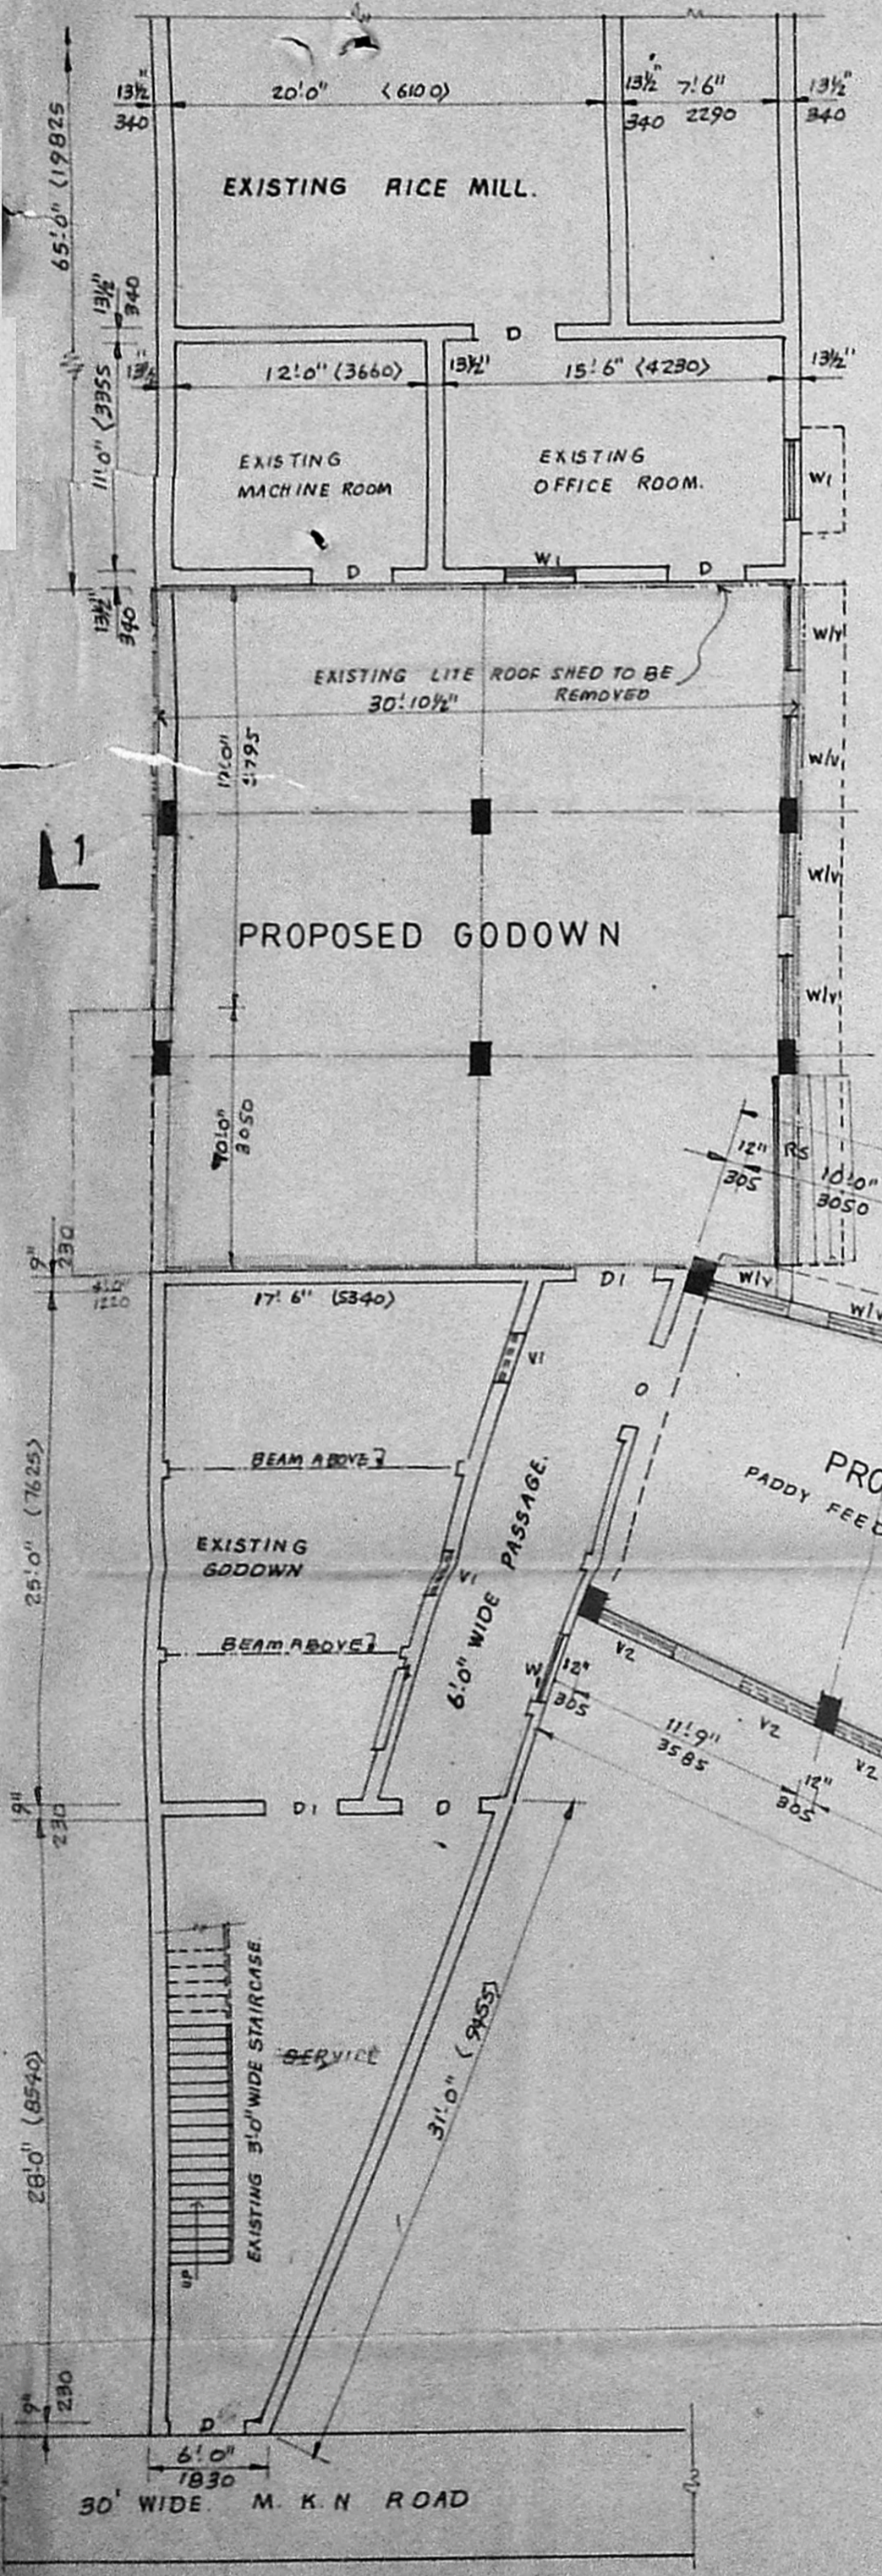 13½" 20'.0" (6100) 13½" 7'.6" 13½"
340 340 2290 340
65'.0" (19825
EXISTING RICE MILL.
13½"
340
D
13½" 12'.0" (3660) 13½" 15'.6" (4230) 13½"
11'.0" (3355
EXISTING
MACHINE ROOM
EXISTING
OFFICE ROOM.
W1
D W1 D
13½"
340
W/V
EXISTING LITE ROOF SHED TO BE
REMOVED
30'.10½"
W/V
1
W/V
PROPOSED GODOWN
W/V
10'.0"
3050
12" RS
305
10'.0"
3050
9"
230
4'.0"
1220
17'.6" (5340)
D1
W/V
W/V
V1
O
BEAM ABOVE
25'.0" (7625)
EXISTING
GODOWN
V1
6'.0" WIDE PASSAGE.
PRO
PADDY FEED
BEAM ABOVE
W 12"
305
V2
11'.9"
3585
V2
V2
12"
305
9"
230
D1 D
28'.0" (8540)
EXISTING 3'.0" WIDE STAIRCASE.
SERVICE
31'.0" (9455)
UP
9"
230
D
6'.0"
1830
30' WIDE. M. K. N ROAD